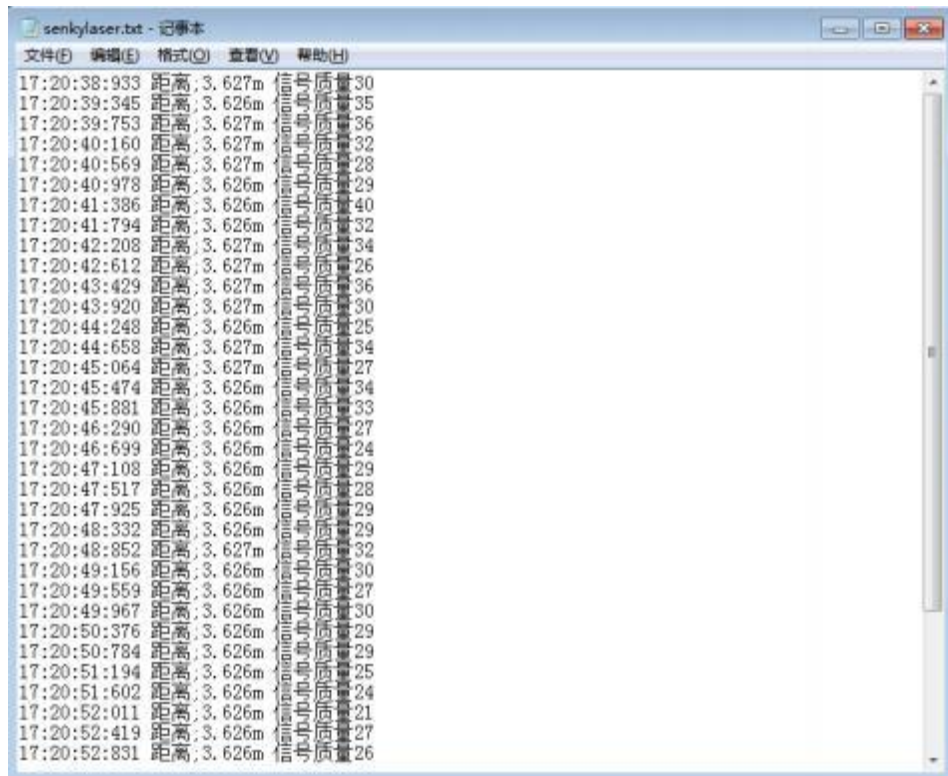 senkylaser.txt - 记事本
文件(F) 编辑(E) 格式(O) 查看(V) 帮助(H)
17:20:38:933 距离;3.627m 信号质量30
17:20:39:345 距离;3.626m 信号质量35
17:20:39:753 距离;3.627m 信号质量36
17:20:40:160 距离;3.627m 信号质量32
17:20:40:569 距离;3.627m 信号质量28
17:20:40:978 距离;3.626m 信号质量29
17:20:41:386 距离;3.626m 信号质量40
17:20:41:794 距离;3.626m 信号质量32
17:20:42:208 距离;3.627m 信号质量34
17:20:42:612 距离;3.627m 信号质量26
17:20:43:429 距离;3.627m 信号质量36
17:20:43:920 距离;3.627m 信号质量30
17:20:44:248 距离;3.626m 信号质量25
17:20:44:658 距离;3.627m 信号质量34
17:20:45:064 距离;3.627m 信号质量27
17:20:45:474 距离;3.626m 信号质量34
17:20:45:881 距离;3.626m 信号质量33
17:20:46:290 距离;3.626m 信号质量27
17:20:46:699 距离;3.626m 信号质量24
17:20:47:108 距离;3.626m 信号质量29
17:20:47:517 距离;3.626m 信号质量28
17:20:47:925 距离;3.626m 信号质量29
17:20:48:332 距离;3.626m 信号质量29
17:20:48:852 距离;3.627m 信号质量32
17:20:49:156 距离;3.626m 信号质量30
17:20:49:559 距离;3.626m 信号质量27
17:20:49:967 距离;3.626m 信号质量30
17:20:50:376 距离;3.626m 信号质量29
17:20:50:784 距离;3.626m 信号质量29
17:20:51:194 距离;3.626m 信号质量25
17:20:51:602 距离;3.626m 信号质量24
17:20:52:011 距离;3.626m 信号质量21
17:20:52:419 距离;3.626m 信号质量27
17:20:52:831 距离;3.626m 信号质量26